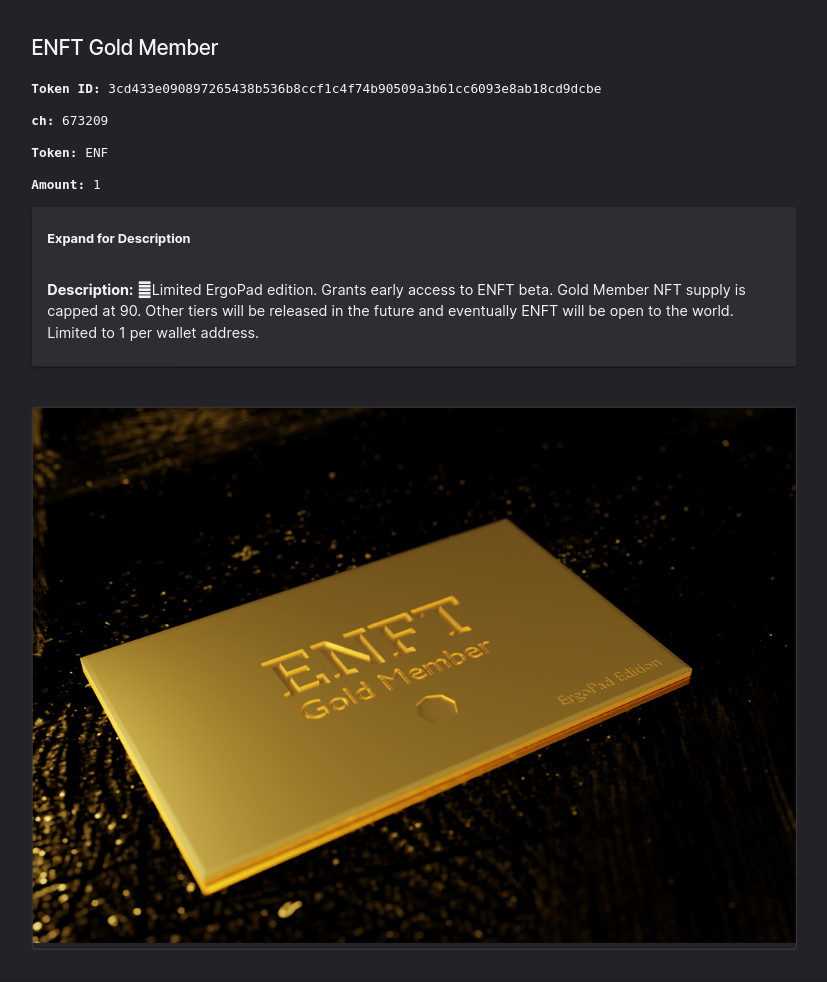 ENFT Gold Member
Token ID: 3cd433e090897265438b536b8ccf1c4f74b90509a3b61cc6093e8ab18cd9dcbe
ch: 673209
Token: ENF
Amount: 1
Expand for Description
Description: Limited ErgoPad edition. Grants early access to ENFT beta. Gold Member NFT supply is
capped at 90. Other tiers will be released in the future and eventually ENFT will be open to the world.
Limited to 1 per wallet address.
ENFT
Gold Member
ErgoPad Edition